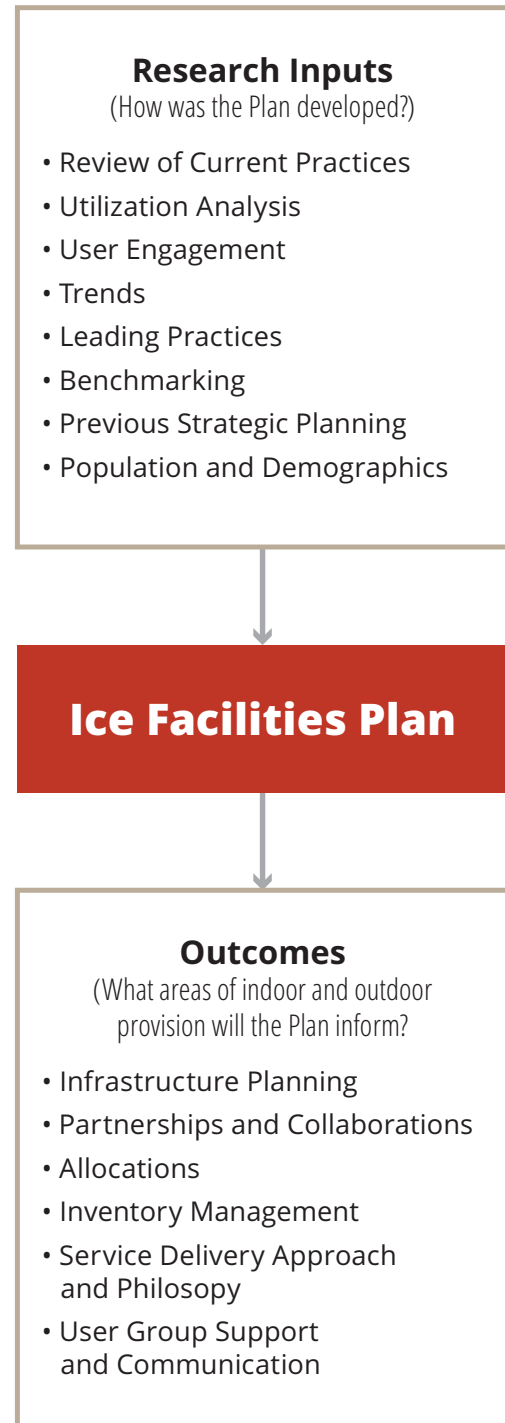 Research Inputs
(How was the Plan developed?)
• Review of Current Practices
• Utilization Analysis
• User Engagement
• Trends
• Leading Practices
• Benchmarking
• Previous Strategic Planning
• Population and Demographics
Ice Facilities Plan
Outcomes
(What areas of indoor and outdoor
provision will the Plan inform?
• Infrastructure Planning
• Partnerships and Collaborations
• Allocations
• Inventory Management
• Service Delivery Approach
and Philosopy
• User Group Support
and Communication